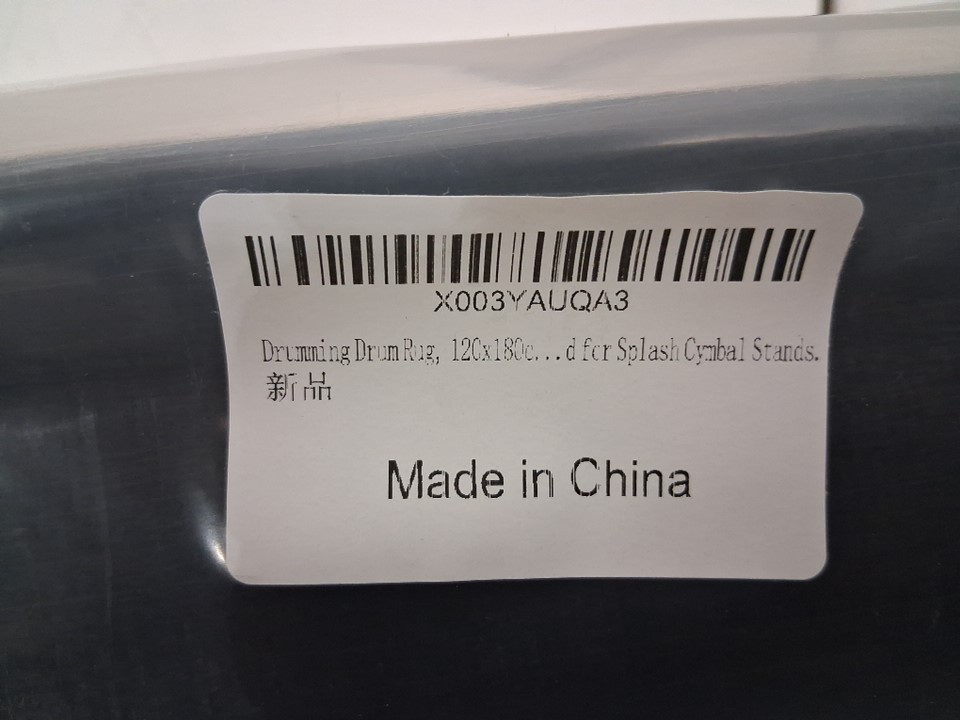 X003YAUQA3
Drumming Drum Rug, 120x180c...d for Splash Cymbal Stands.
新品
Made in China